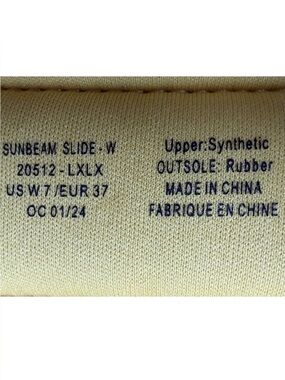 SUNBEAM SLIDE - W
20512 - LXLX
US W 7 / EUR 37
OC 01/24
Upper:Synthetic
OUTSOLE: Rubber
MADE IN CHINA
FABRIQUE EN CHINE